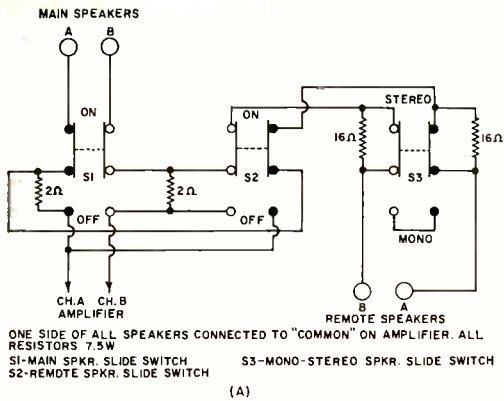 MAIN SPEAKERS
A B
ON ON STEREO
16Ω 16Ω
S1 S2 S3
2Ω 2Ω
OFF OFF
MONO
CH.A CH.B
AMPLIFIER
B A
REMOTE SPEAKERS
ONE SIDE OF ALL SPEAKERS CONNECTED TO "COMMON" ON AMPLIFIER. ALL
RESISTORS 7.5W
S1-MAIN SPKR. SLIDE SWITCH S3-MONO-STEREO SPKR. SLIDE SWITCH
S2-REMOTE SPKR. SLIDE SWITCH
(A)